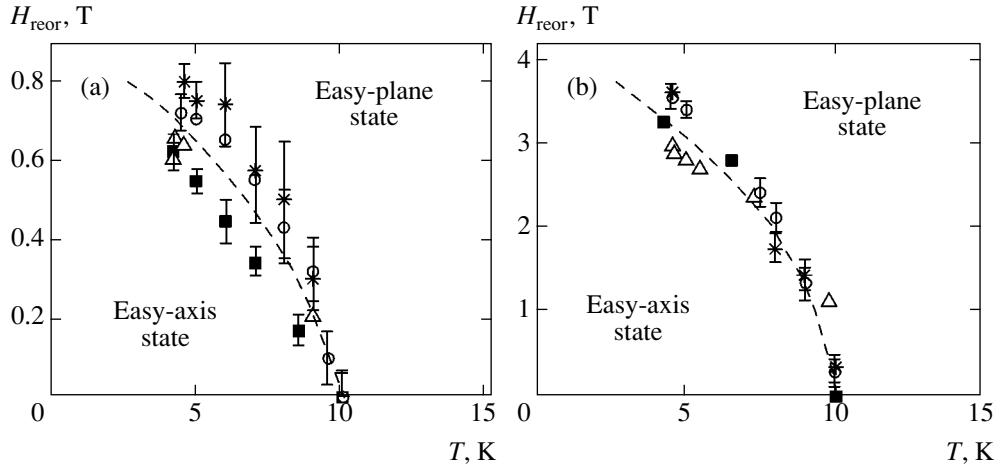 H_reor, T
0.8
0.6
0.4
0.2
0
5
10
15
T, K
(a)
Easy-plane
state
Easy-axis
state
H_reor, T
4
3
2
1
0
5
10
15
T, K
(b)
Easy-plane
state
Easy-axis
state